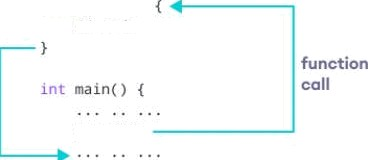 {
}
function
call
int main() {
... .. ...
... .. ...